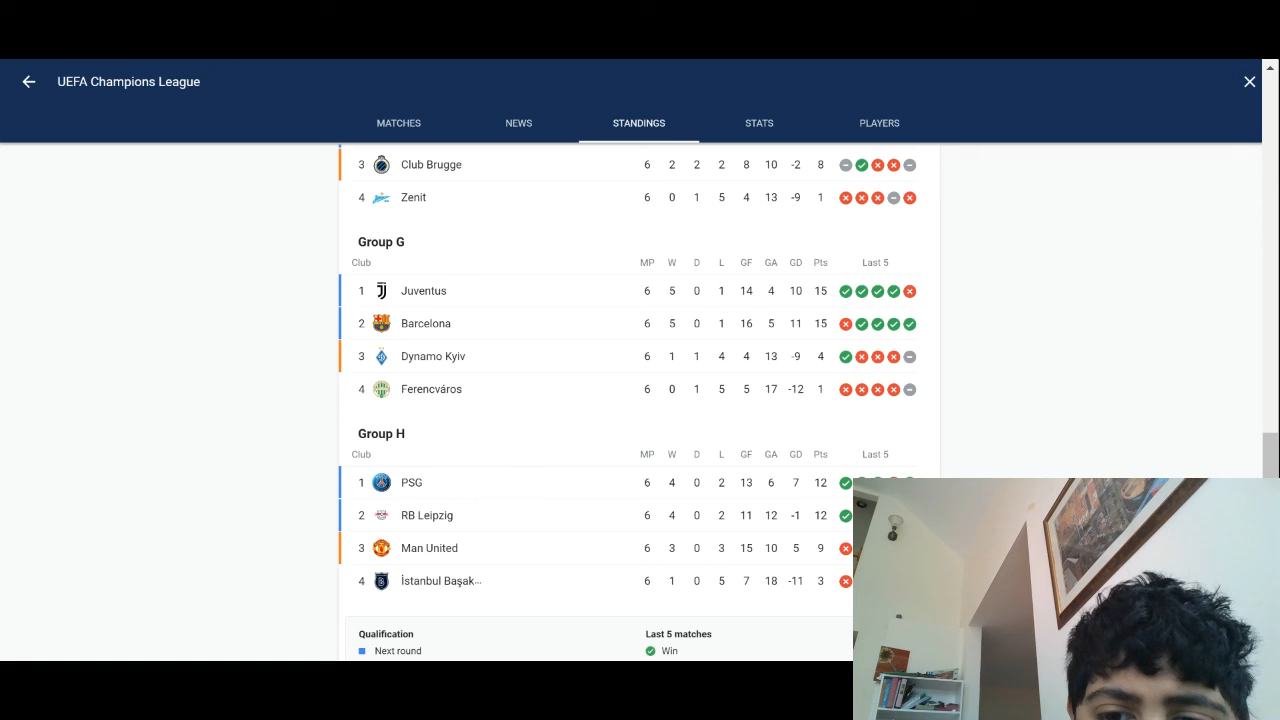 UEFA Champions League
MATCHES NEWS STANDINGS STATS PLAYERS
3 Club Brugge 6 2 2 2 8 10 -2 8
4 Zenit 6 0 1 5 4 13 -9 1
Group G
Club MP W D L GF GA GD Pts Last 5
1 Juventus 6 5 0 1 14 4 10 15
2 Barcelona 6 5 0 1 16 5 11 15
3 Dynamo Kyiv 6 1 1 4 4 13 -9 4
4 Ferencváros 6 0 1 5 5 17 -12 1
Group H
Club MP W D L GF GA GD Pts Last 5
1 PSG 6 4 0 2 13 6 7 12
2 RB Leipzig 6 4 0 2 11 12 -1 12
3 Man United 6 3 0 3 15 10 5 9
4 İstanbul Başak... 6 1 0 5 7 18 -11 3
Qualification Last 5 matches
Next round Win